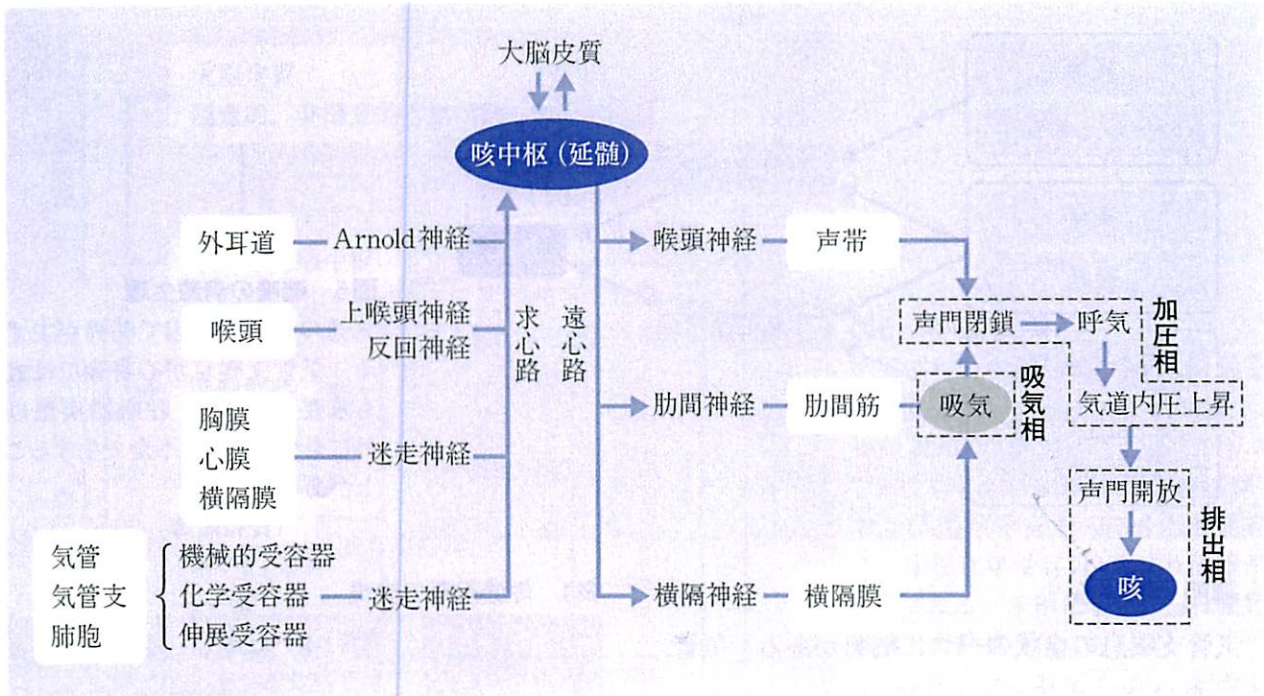 大脳皮質
咳中枢（延髄）
外耳道
Arnold神経
喉頭
上喉頭神経
反回神経
胸膜
心膜
横隔膜
迷走神経
気管
気管支
肺胞
機械的受容器
化学受容器
伸展受容器
迷走神経
求心路
遠心路
喉頭神経
声帯
肋間神経
肋間筋
横隔神経
横隔膜
吸気
吸気相
声門閉鎖
呼気
気道内圧上昇
加圧相
声門開放
咳
排出相